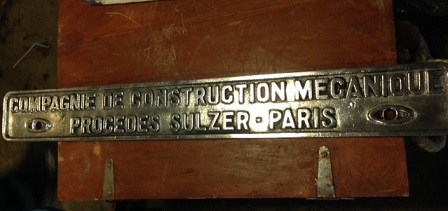 COMPAGNIE DE CONSTRUCTION MECANIQUE
PROCEDES SULZER - PARIS